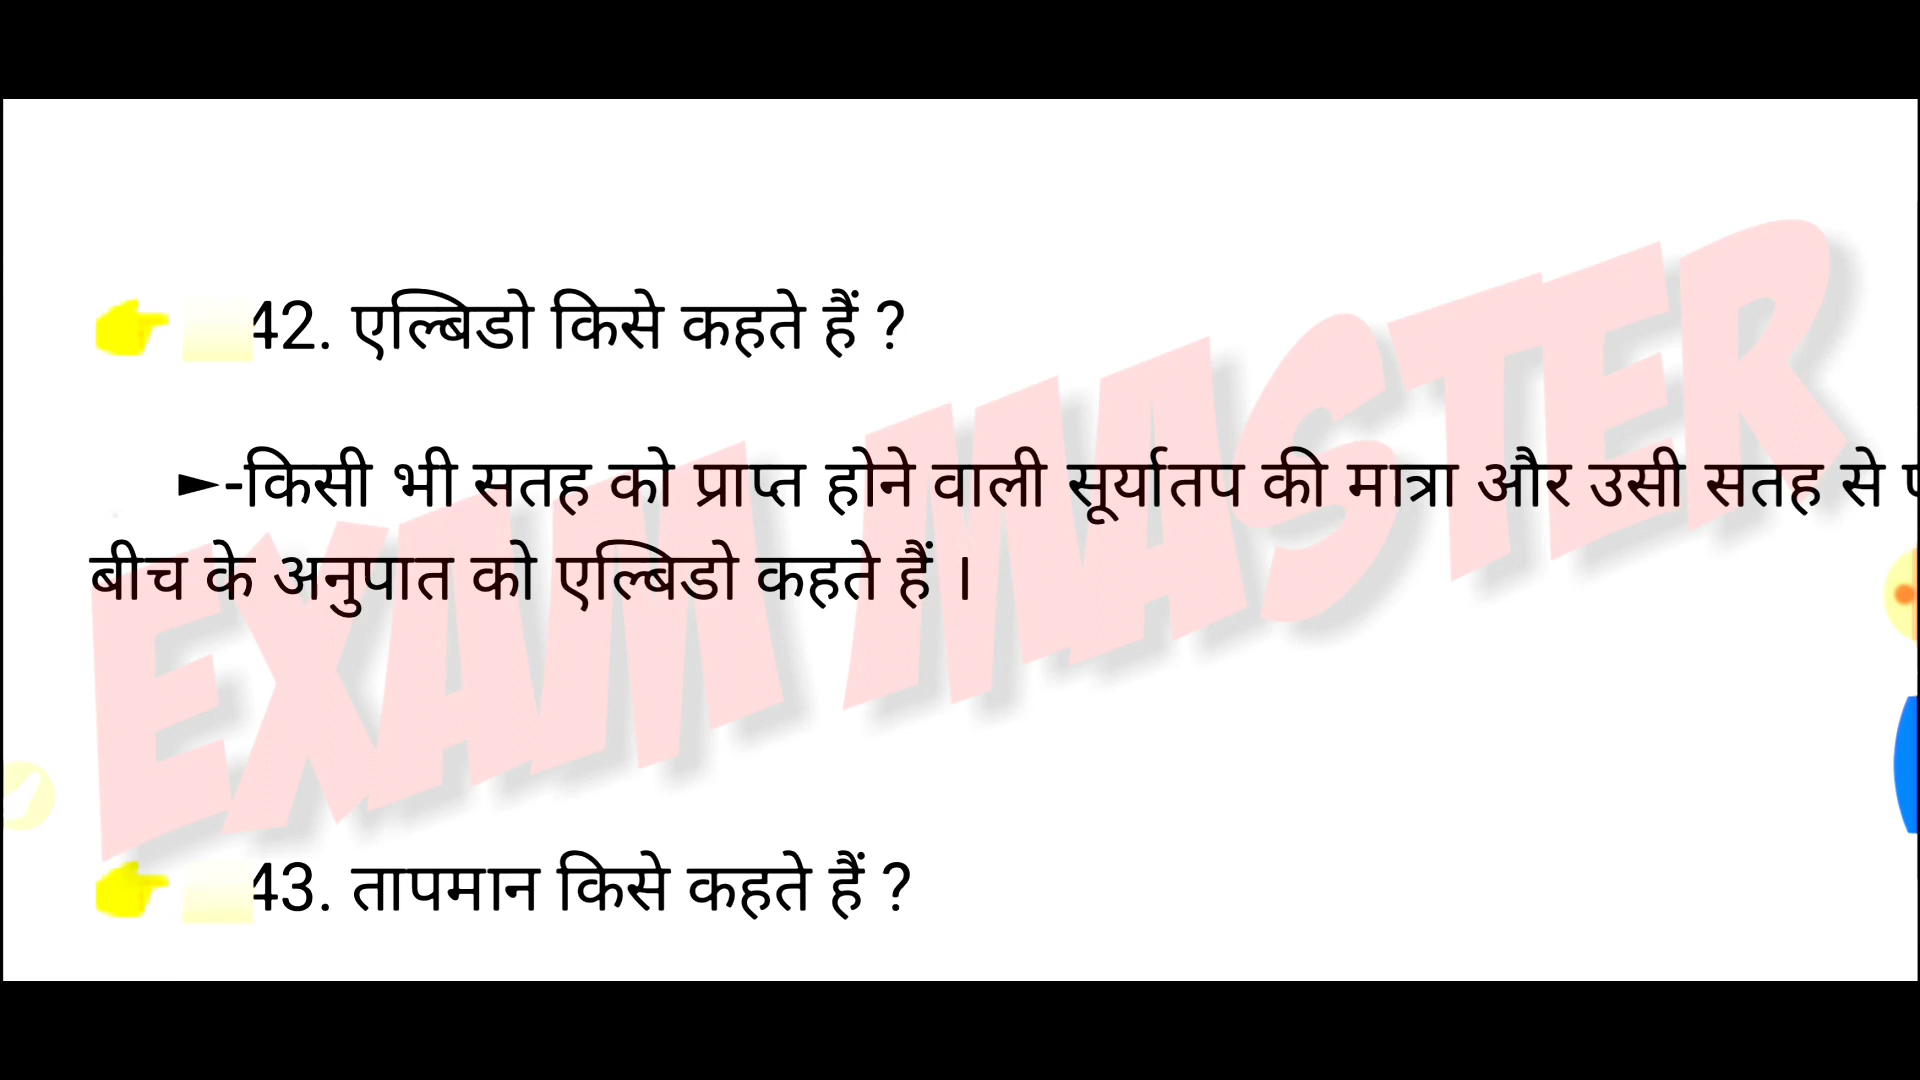 42. एल्बिडो किसे कहते हैं ?
►-किसी भी सतह को प्राप्त होने वाली सूर्यातप की मात्रा और उसी सतह से
बीच के अनुपात को एल्बिडो कहते हैं ।
EXAM MASTER
43. तापमान किसे कहते हैं ?